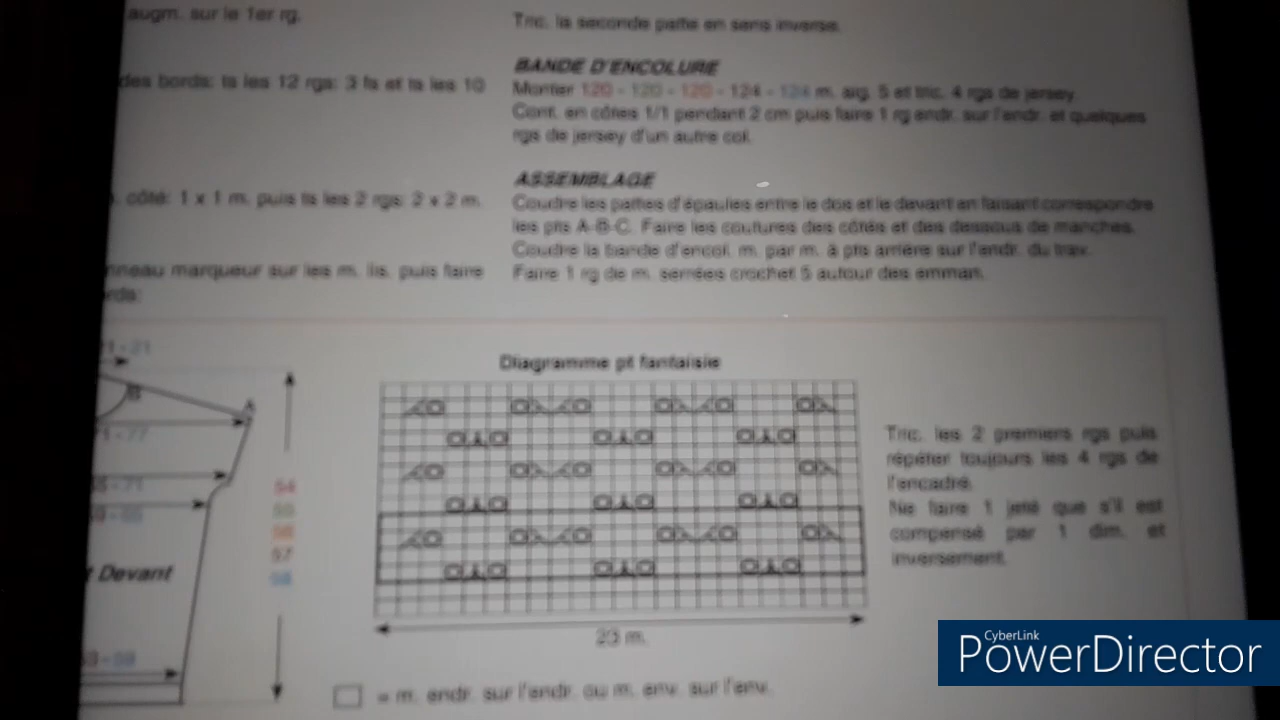 augm. sur le 1er rg.
des bords: ts les 12 rgs: 3 fs et ts les 10
côté: 1 x 1 m. puis ts les 2 rgs: 2 x 2 m.
marqueur sur les m. lis. puis faire
Tric. la seconde patte en sens inverse.
BANDE D'ENCOLURE
Monter 120 - 120 - 120 - 124 - 124 m. aig. 5 et tric. 4 rgs de jersey.
Cont. en côtes 1/1 pendant 2 cm puis faire 1 rg endr. sur l'endr. et quelques
rgs de jersey d'un autre col.
ASSEMBLAGE
Coudre les pattes d'épaules entre le dos et le devant en faisant correspondre
les pts A-B-C. Faire les coutures des côtés et des dessous de manches.
Coudre la bande d'encol. m. par m. à pts arrière sur l'endr. du trav.
Faire 1 rg de m. serrées crochet 5 autour des emman.
- 21
B
A
- 77
- 71
54
55
56
57
58
Devant
Diagramme pt fantaisie
23 m.
= m. endr. sur l'endr. ou m. env. sur l'env.
Tric. les 2 premiers rgs puis
répéter toujours les 4 rgs de
l'encadré.
Ne faire 1 jeté que s'il est
compensé par 1 dim. et
inversement.
CyberLink
PowerDirector